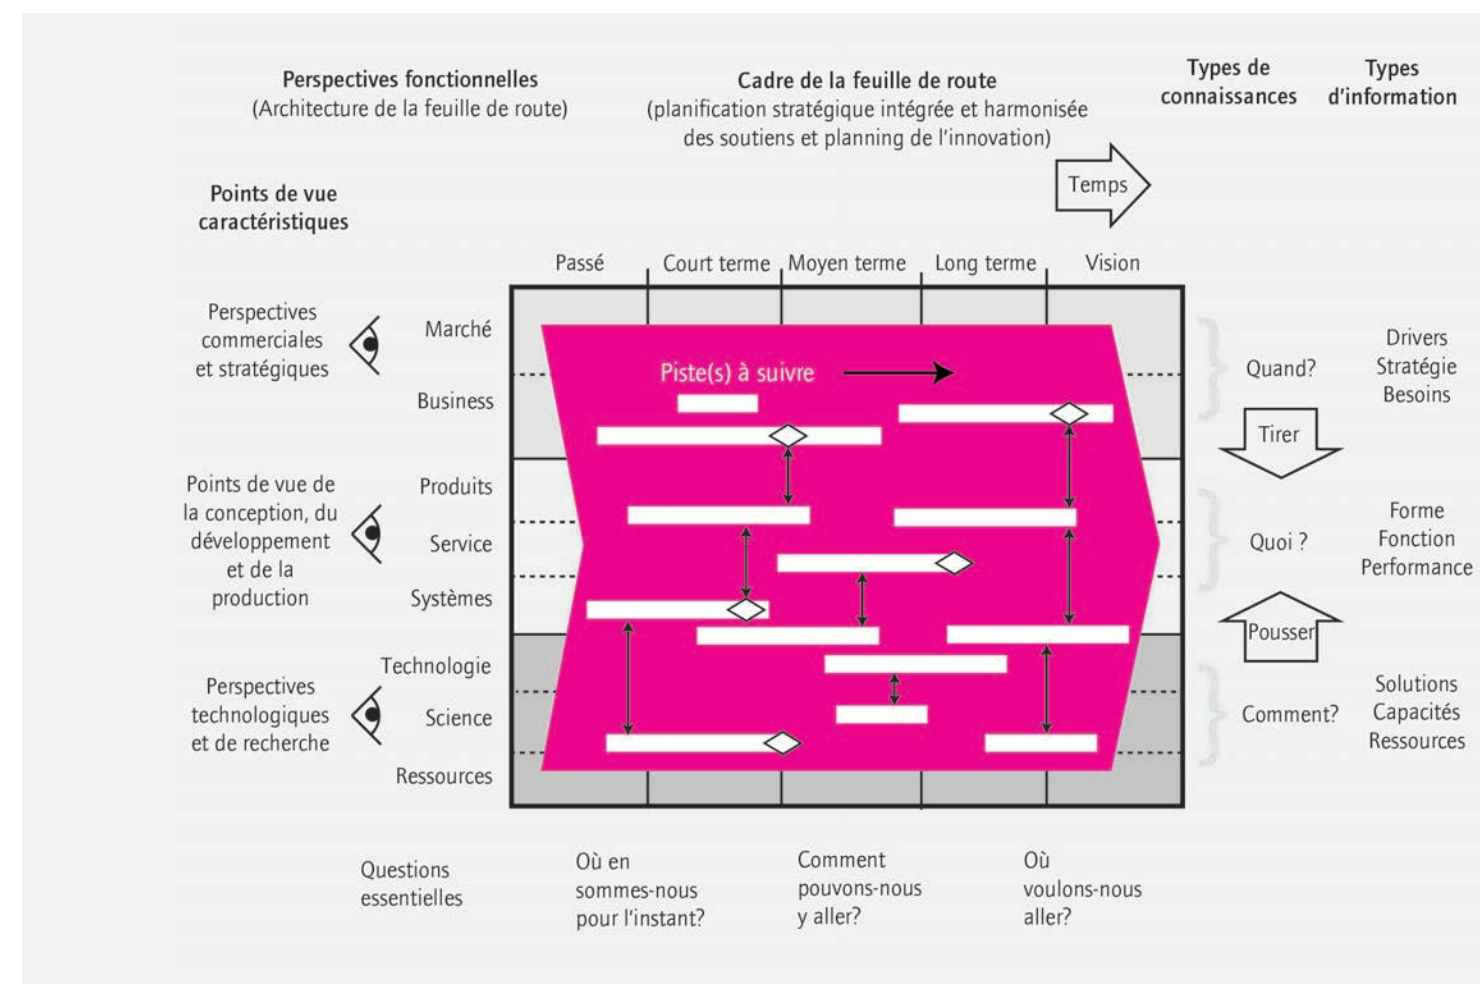 Perspectives fonctionnelles
(Architecture de la feuille de route)
Cadre de la feuille de route
(planification stratégique intégrée et harmonisée
des soutiens et planning de l'innovation)
Types de
connaissances
Types
d'information
Temps
Points de vue
caractéristiques
Passé
Court terme
Moyen terme
Long terme
Vision
Perspectives
commerciales
et stratégiques
Marché
Business
Piste(s) à suivre
Quand?
Drivers
Stratégie
Besoins
Tirer
Points de vue de
la conception, du
développement
et de la
production
Produits
Service
Systèmes
Quoi ?
Forme
Fonction
Performance
Pousser
Perspectives
technologiques
et de recherche
Technologie
Science
Ressources
Comment?
Solutions
Capacités
Ressources
Questions
essentielles
Où en
sommes-nous
pour l'instant?
Comment
pouvons-nous
y aller?
Où
voulons-nous
aller?